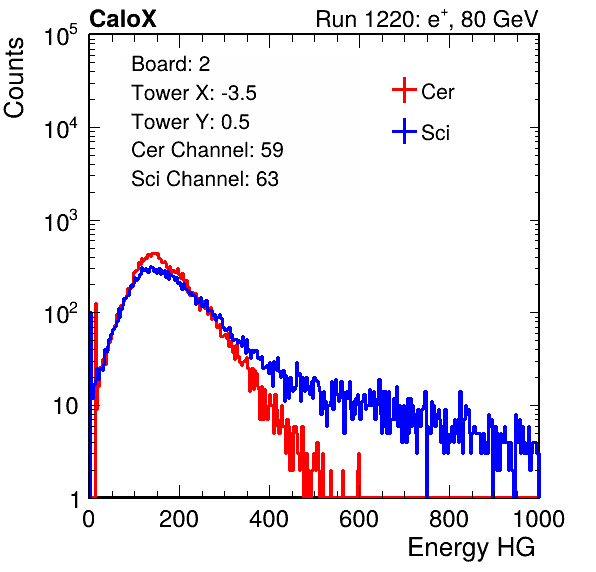 CaloX Run 1220: e⁺, 80 GeV
Counts
10⁵
10⁴
10³
10²
10
1
Board: 2
Tower X: -3.5
Tower Y: 0.5
Cer Channel: 59
Sci Channel: 63
Cer
Sci
0 200 400 600 800 1000
Energy HG